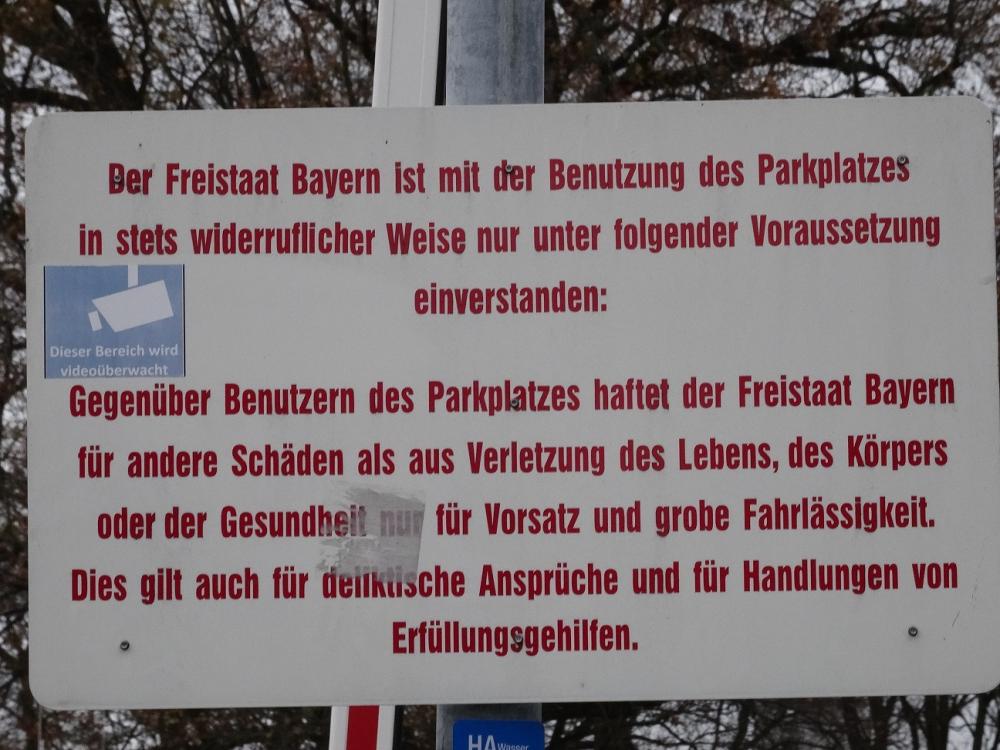 Der Freistaat Bayern ist mit der Benutzung des Parkplatzes
in stets widerruflicher Weise nur unter folgender Voraussetzung
einverstanden:
Dieser Bereich wird
videoüberwacht
Gegenüber Benutzern des Parkplatzes haftet der Freistaat Bayern
für andere Schäden als aus Verletzung des Lebens, des Körpers
oder der Gesundheit nur für Vorsatz und grobe Fahrlässigkeit.
Dies gilt auch für deliktische Ansprüche und für Handlungen von
Erfüllungsgehilfen.
HA Wasser